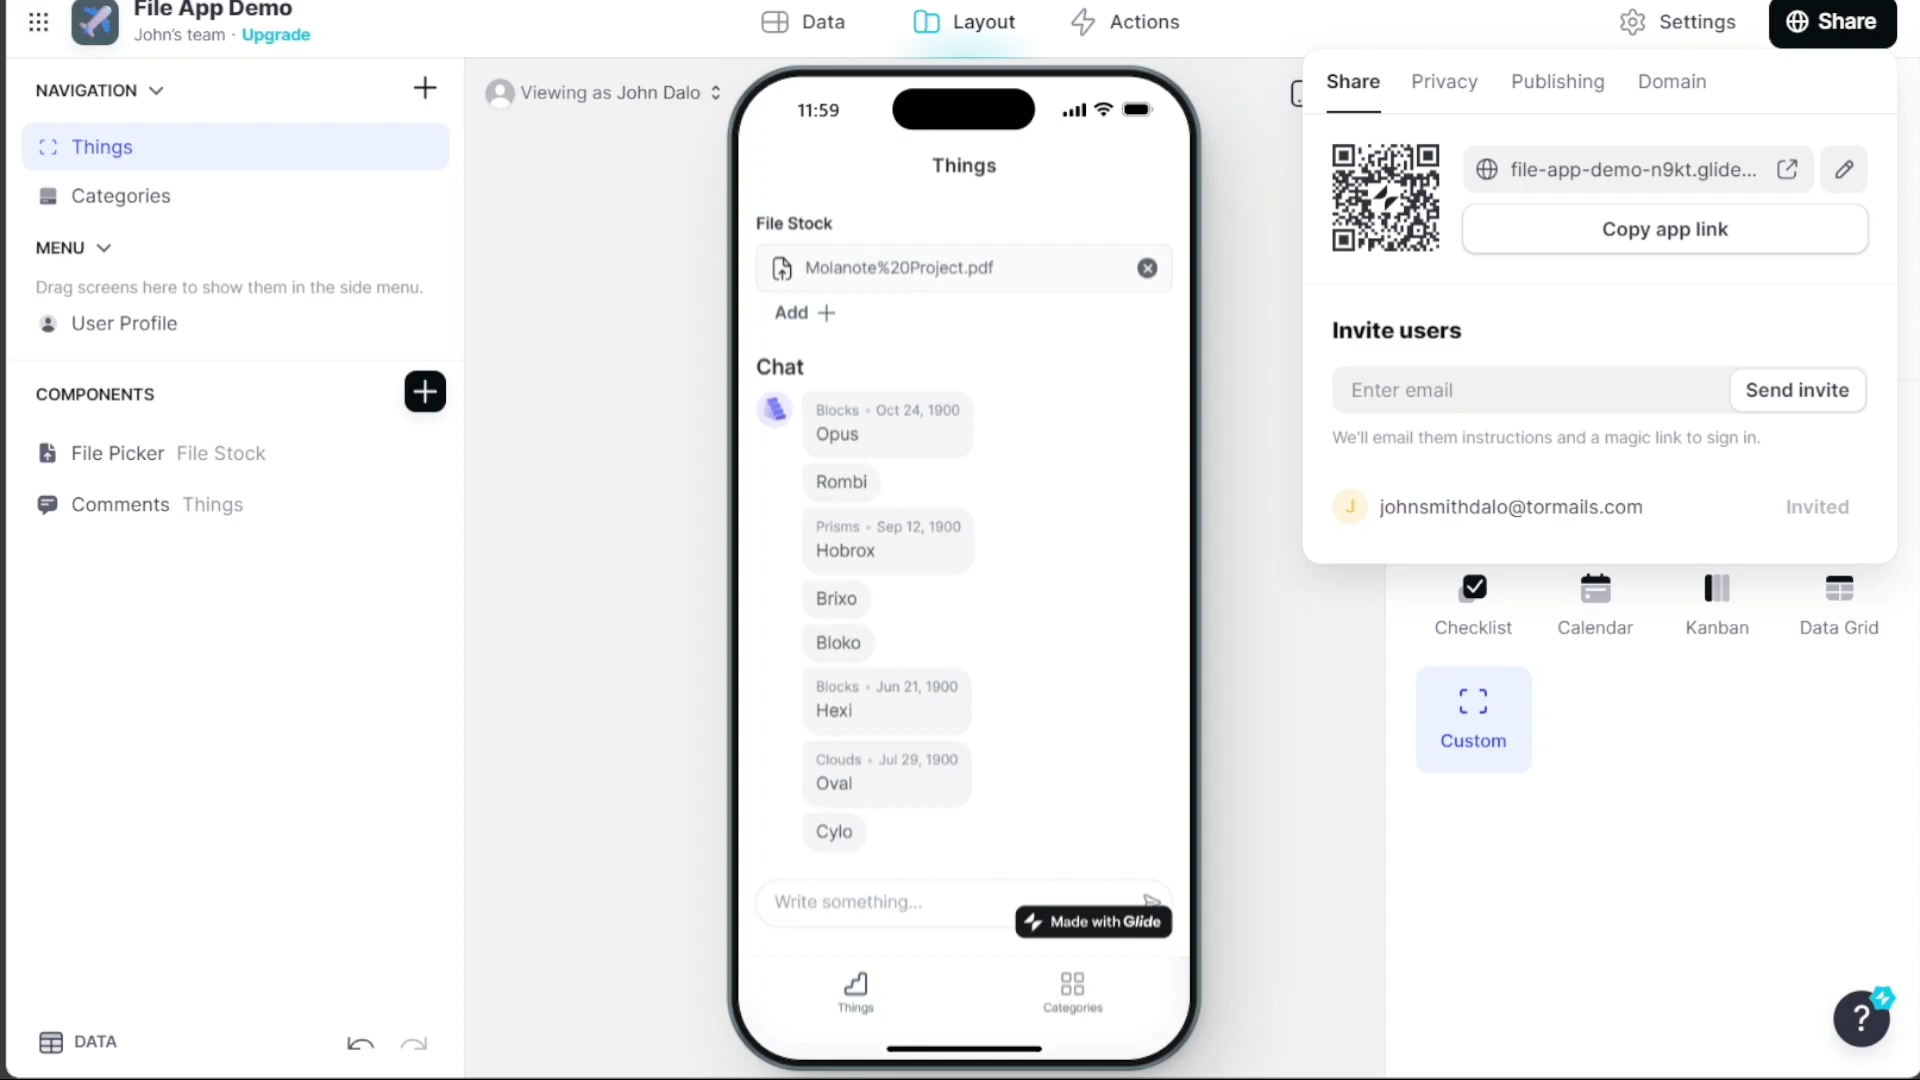 File App Demo
John's team · Upgrade
Data
Layout
Actions
Settings
Share
NAVIGATION
Things
Categories
MENU
Drag screens here to show them in the side menu.
User Profile
COMPONENTS
File Picker File Stock
Comments Things
DATA
Viewing as John Dalo
11:59
Things
File Stock
Molanote%20Project.pdf
Add
Chat
Blocks • Oct 24, 1900
Opus
Rombi
Prisms • Sep 12, 1900
Hobrox
Brixo
Bloko
Blocks • Jun 21, 1900
Hexi
Clouds • Jul 29, 1900
Oval
Cylo
Write something...
Made with Glide
Things
Categories
Share
Privacy
Publishing
Domain
file-app-demo-n9kt.glide...
Copy app link
Invite users
Enter email
Send invite
We'll email them instructions and a magic link to sign in.
J
johnsmithdalo@tormails.com
Invited
Checklist
Calendar
Kanban
Data Grid
Custom
?